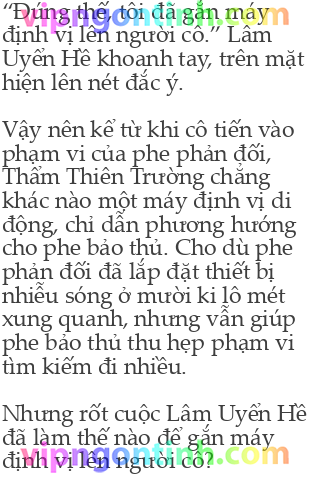 vipngontinh.com
“Đúng thế, tôi đã gắn máy
định vị lên người cô.” Lâm
Uyển Hề khoanh tay, trên mặt
hiện lên nét đắc ý.
Vậy nên kể từ khi cô tiến vào
phạm vi của phe phản đối,
Thẩm Thiên Trường chẳng
khác nào một máy định vị di
động, chỉ dẫn phương hướng
cho phe bảo thủ. Cho dù phe
phản đối đã lắp đặt thiết bị
nhiễu sóng ở mười ki lô mét
xung quanh, nhưng vẫn giúp
phe bảo thủ thu hẹp phạm vi
tìm kiếm đi nhiều.
Nhưng rốt cuộc Lâm Uyển Hề
đã làm thế nào để gắn máy
định vị lên người cô?
vipngontinh.com